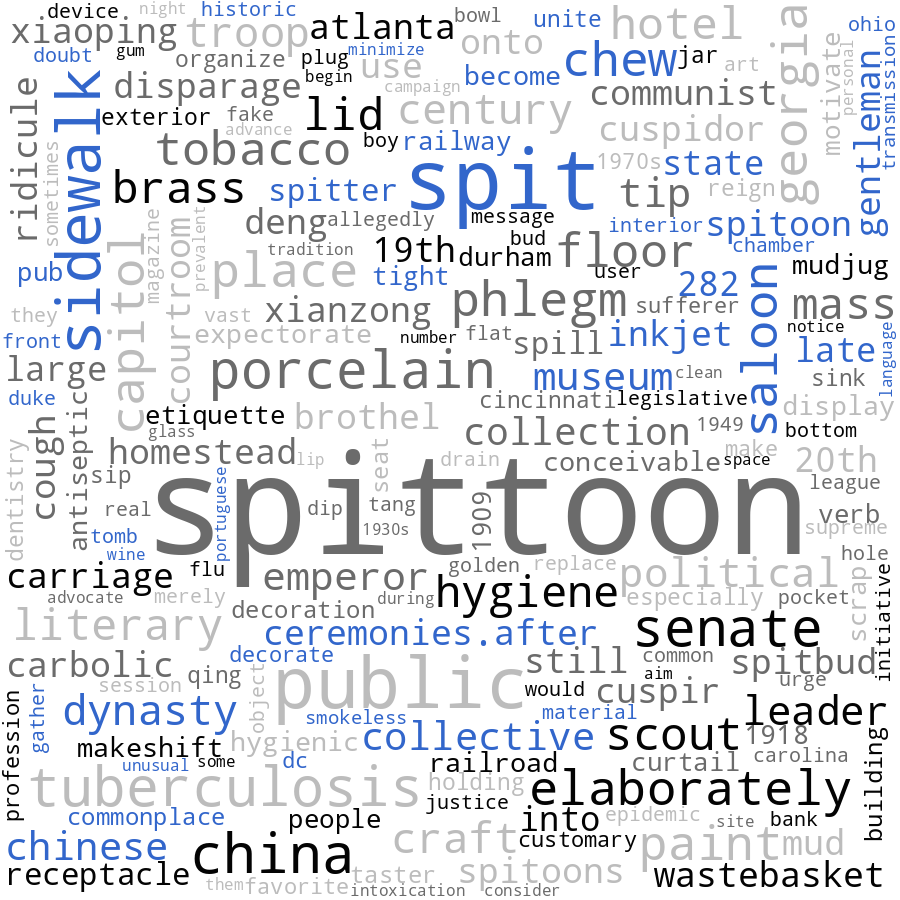 device night historic
xiaoping troop atlanta bowl unite hotel georgia ohio
doubt gum organize plug minimize onto jar art motivate personal gentleman transmission
ridicule sidewalk disparage begin use campaign become chew communist
exterior fake lid century cuspidor
sometimes advance boy railway
tobacco spit 1970s state
brass spitter tip reign
capitol magazine courtroom prevalent deng allegedly message interior spitoon
tradition 19th durham bud floor chamber
pub place tight user 282 saloon mudjug
they vast xianzong phlegm sufferer mass
front expectorate number flat spill inkjet notice late language
large porcelain museum clean sink
duke cincinnati legislative display
cough antiseptic etiquette brothel collection 1949 bottom
glass homestead lip seat drain conceivable make space 20th
dentistry sip spittoon league
real portuguese dip tang 1909 verb
tomb 1930s supreme
wine hole
carriage flu emperor golden replace political scrap initiative
advocate merely during hygiene especially pocket
literary decoration senate
ceremonies.after
carbolic decorate still common spitbud
qing object public aim urge
session would cuspir
profession gather dynasty smokeless material leader
makeshift hygienic collective scout 1918 building
unusual some dc railroad curtail carolina
tuberculosis holding elaborately
justice
commonplace people into epidemic site bank
chinese china craft customary paint mud
receptacle taster spitoons wastebasket
them favorite intoxication consider